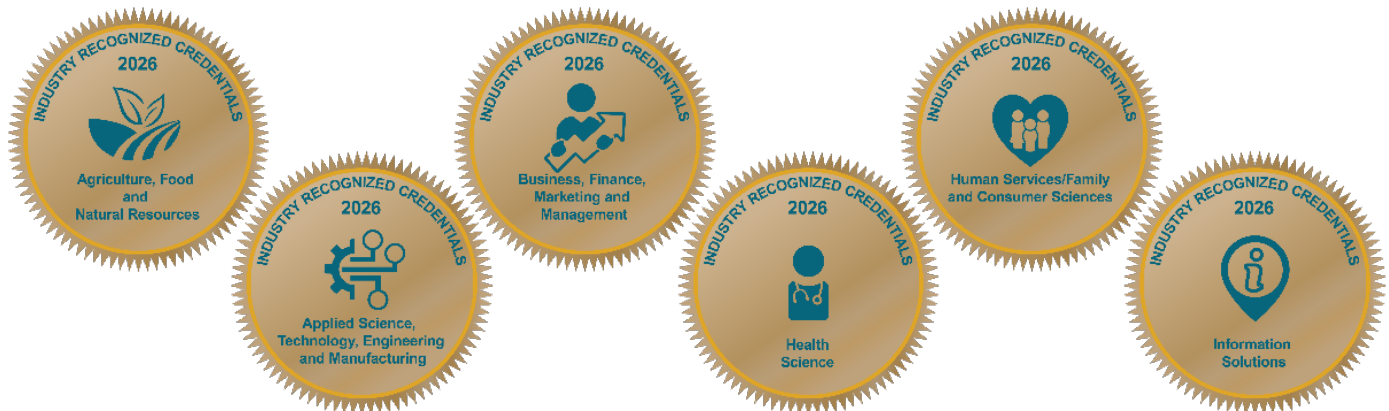 INDUSTRY RECOGNIZED CREDENTIALS
2026
Agriculture, Food
and
Natural Resources
INDUSTRY RECOGNIZED CREDENTIALS
2026
Applied Science,
Technology, Engineering
and Manufacturing
INDUSTRY RECOGNIZED CREDENTIALS
2026
Business, Finance,
Marketing and
Management
INDUSTRY RECOGNIZED CREDENTIALS
2026
Health
Science
INDUSTRY RECOGNIZED CREDENTIALS
2026
Human Services/Family
and Consumer Sciences
INDUSTRY RECOGNIZED CREDENTIALS
2026
i
Information
Solutions